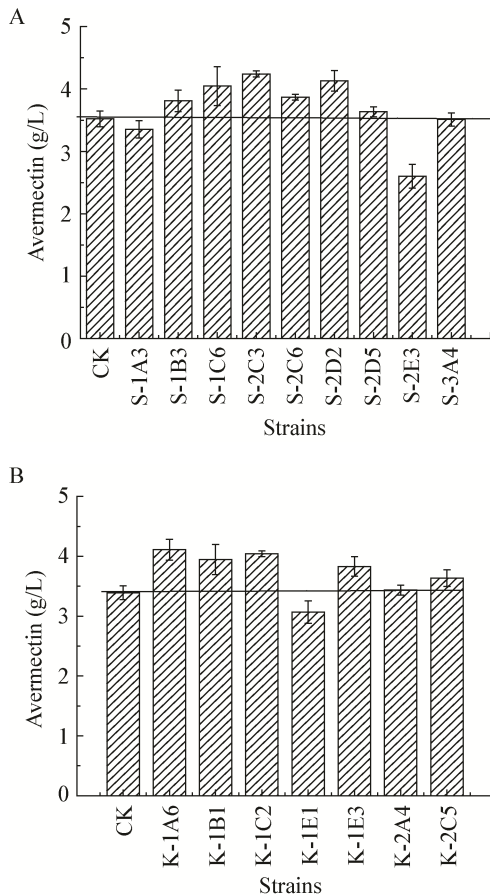 A
5
4
3
2
1
0
Avermectin (g/L)
CK
S-1A3
S-1B3
S-1C6
S-2C3
S-2C6
S-2D2
S-2D5
S-2E3
S-3A4
Strains
B
5
4
3
2
1
0
Avermectin (g/L)
CK
K-1A6
K-1B1
K-1C2
K-1E1
K-1E3
K-2A4
K-2C5
Strains